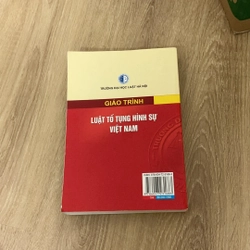 TRƯỜNG ĐẠI HỌC LUẬT HÀ NỘI
GIÁO TRÌNH
LUẬT TỐ TỤNG HÌNH SỰ
VIỆT NAM